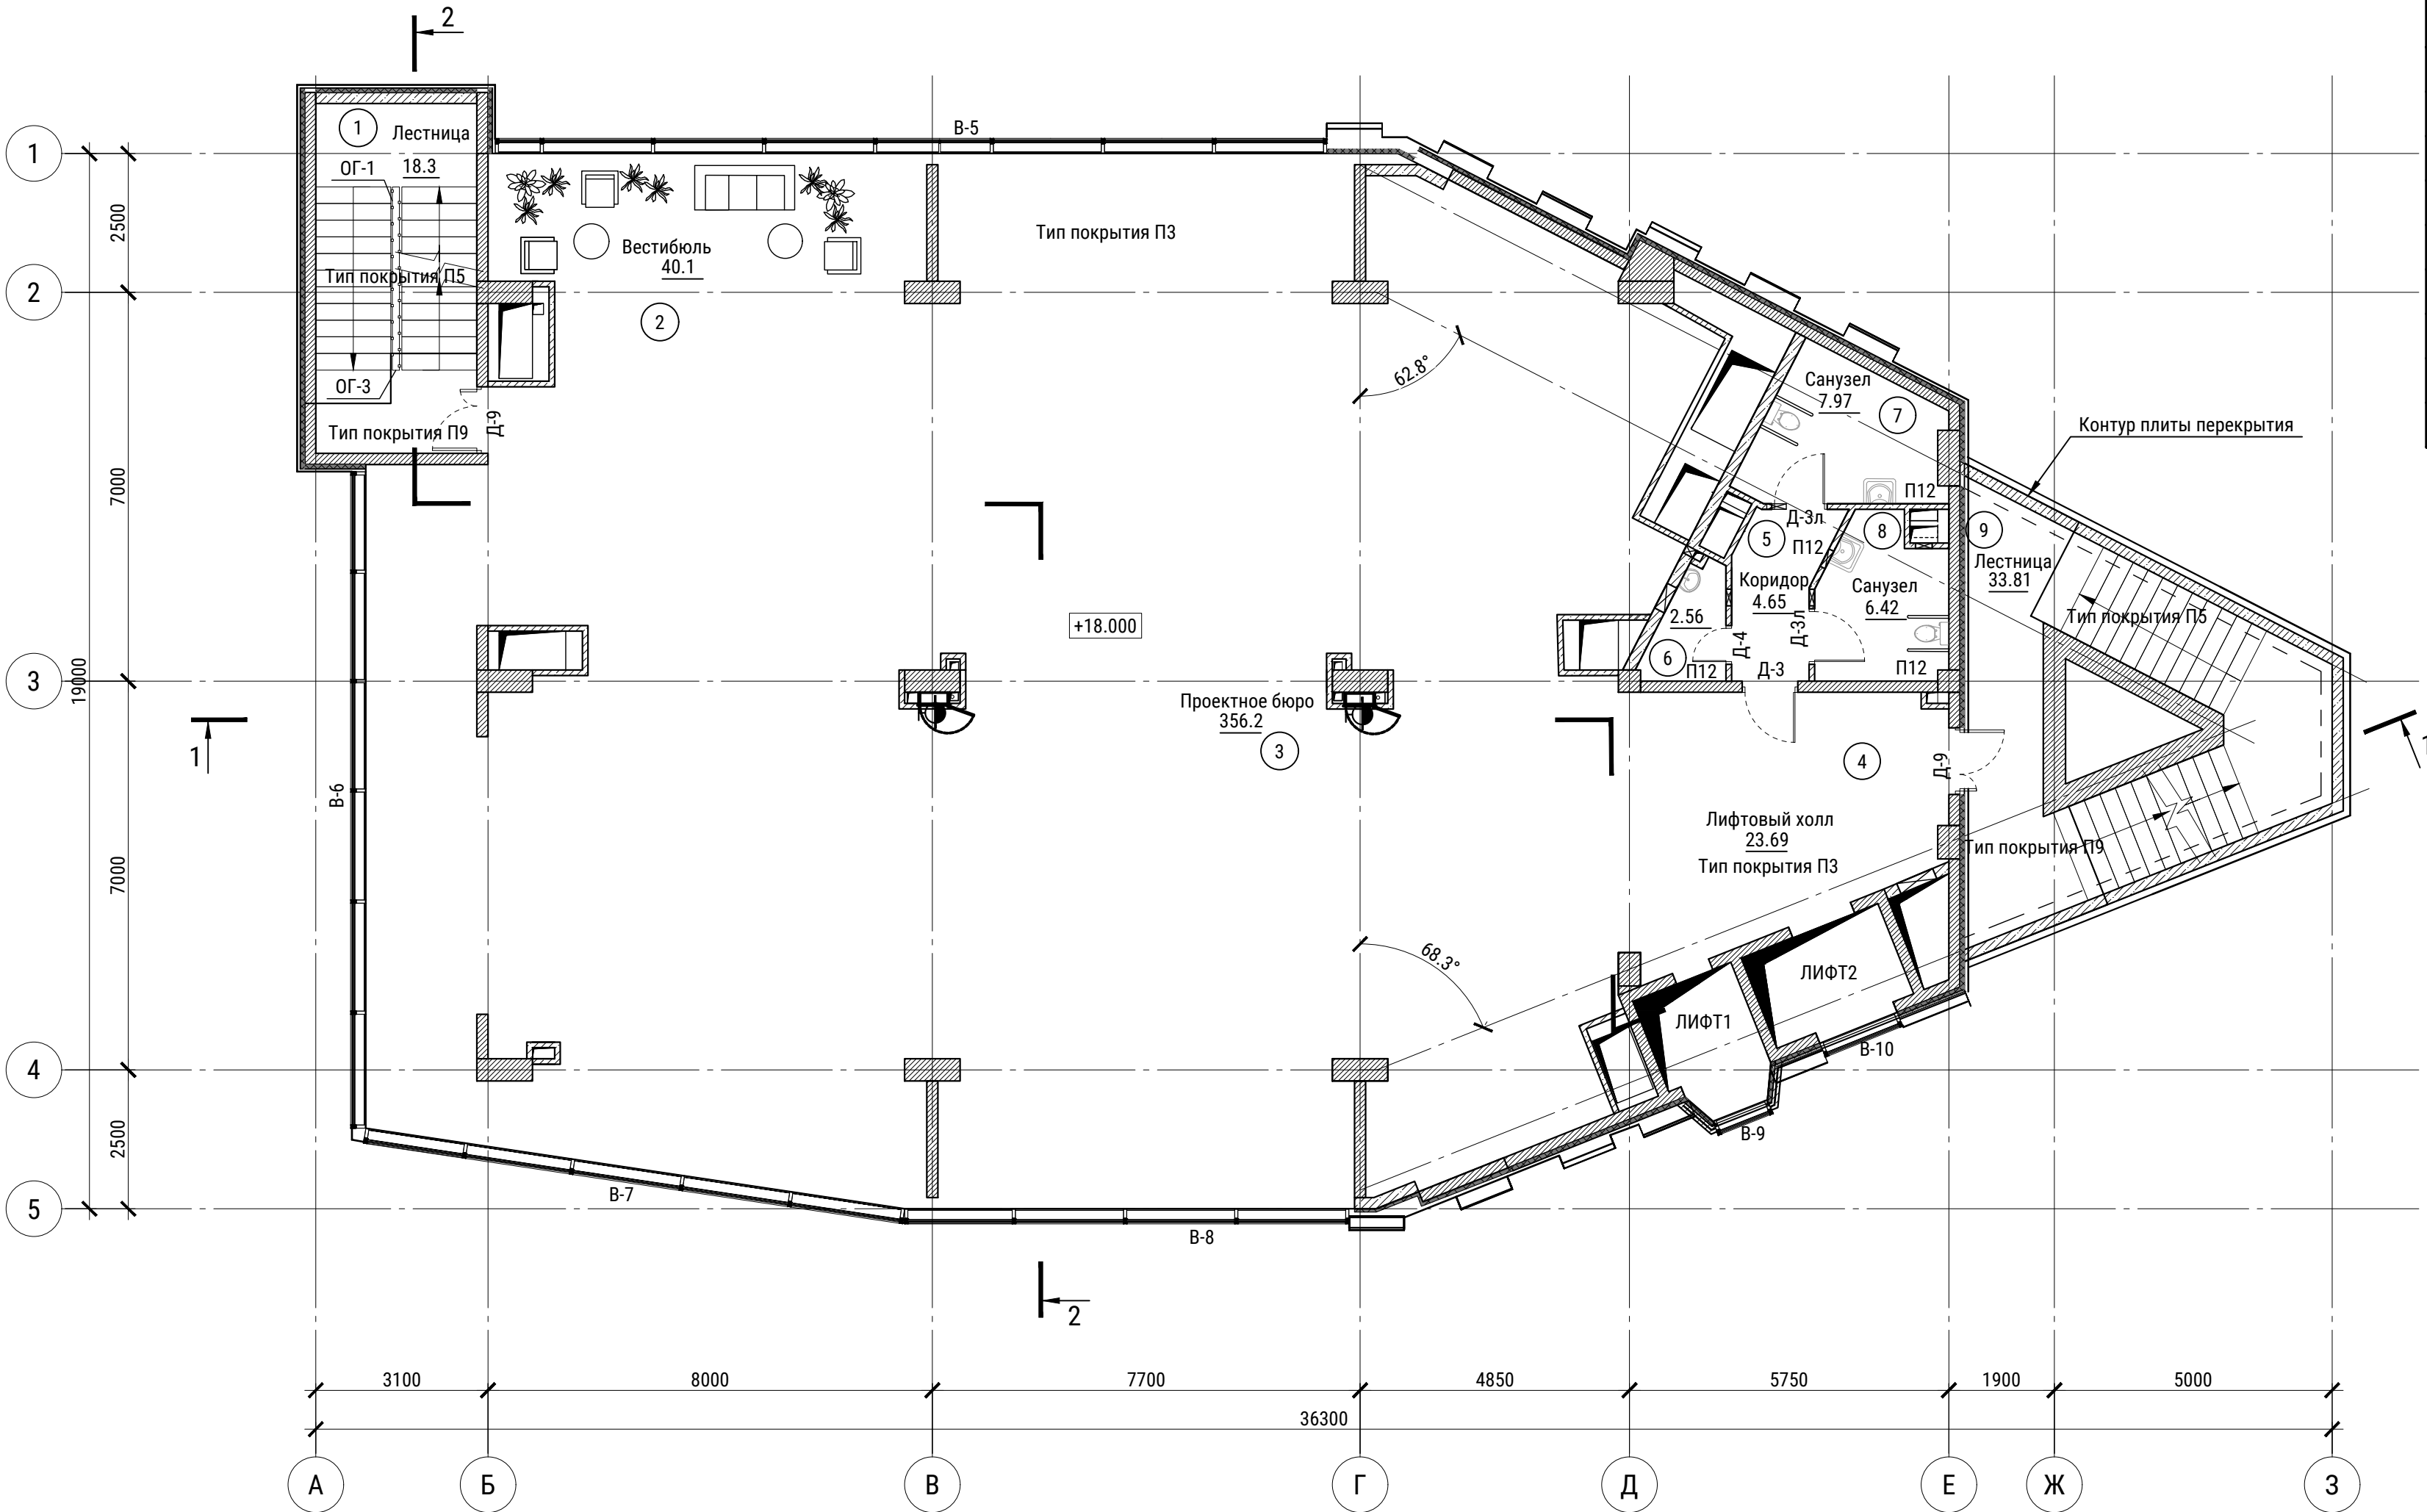 2
В-5
1
Лестница
1
ОГ-1
18.3
2500
Вестибюль
40.1
Тип покрытия П3
Тип покрытия П5
2
2
62.8°
ОГ-3
Санузел
7.97
7
Д-9
Тип покрытия П9
Контур плиты перекрытия
7000
П12
Д-3л
5
8
9
П12
Лестница
33.81
Коридор
4.65
Санузел
6.42
2.56
Тип покрытия П5
+18.000
Д-4
Д-3л
6
П12
Д-3
П12
3
19000
Проектное бюро
356.2
3
1
4
Д-9
1
В-6
Лифтовый холл
23.69
Тип покрытия П3
Тип покрытия П9
7000
68.3°
ЛИФТ2
ЛИФТ1
В-10
4
В-9
2500
В-7
5
В-8
2
3100
8000
7700
4850
5750
1900
5000
36300
А
Б
В
Г
Д
Е
Ж
З